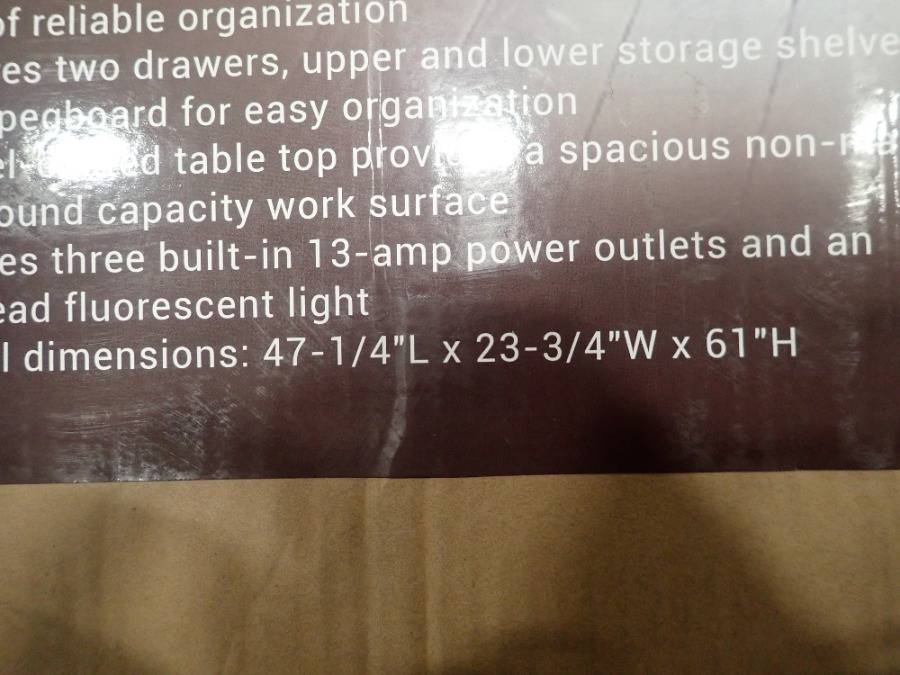 of reliable organization
es two drawers, upper and lower storage shelve
pegboard for easy organization
table top a spacious non-
ound capacity work surface
es three built-in 13-amp power outlets and an
ead fluorescent light
l dimensions: 47-1/4"L x 23-3/4"W x 61"H